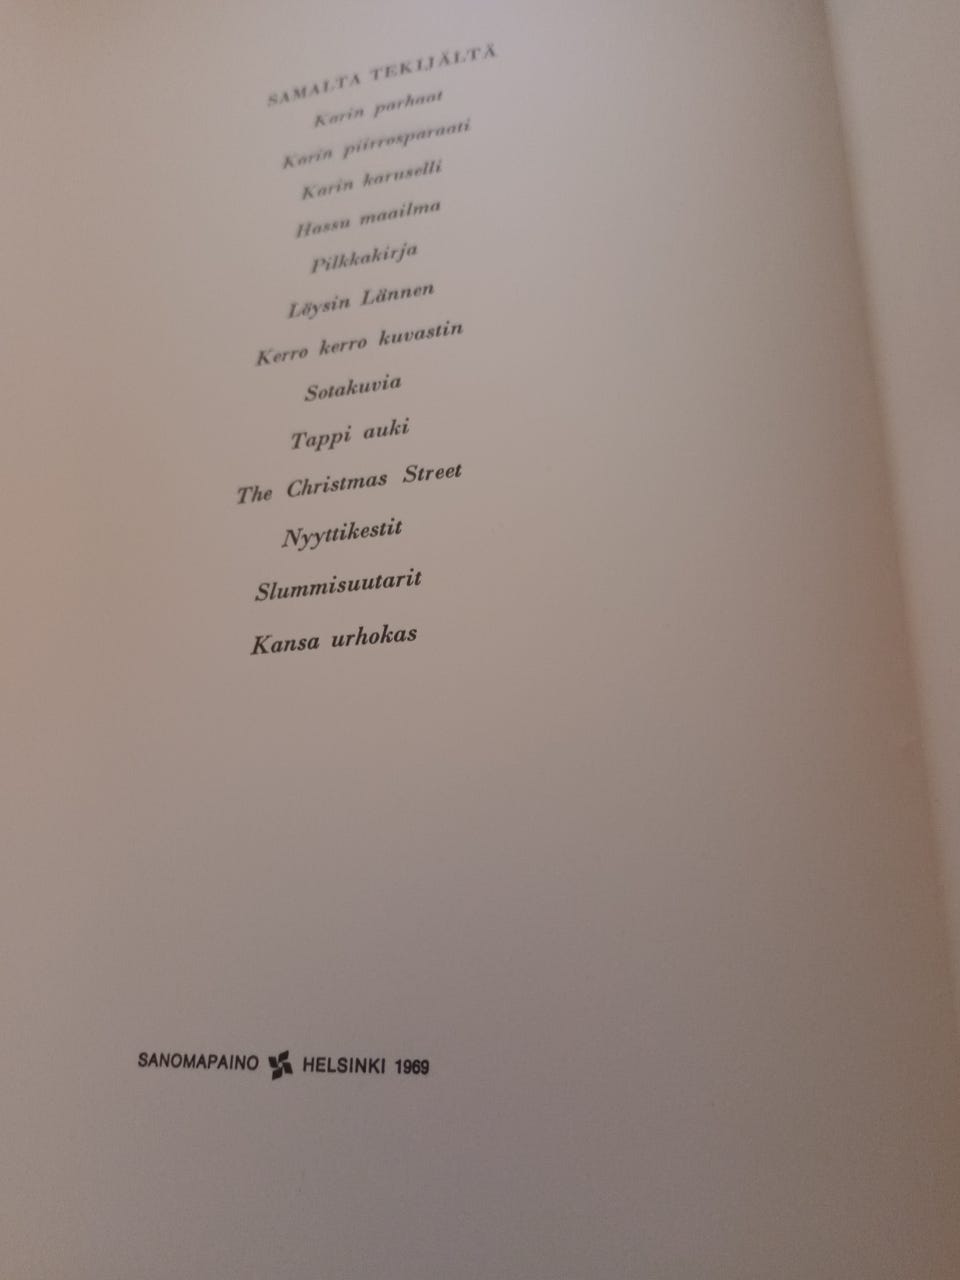 SAMALTA TEKIJÄLTÄ
Karin parhaat
Karin piirrosparaati
Karin karuselli
Hassu maailma
Pilkkakirja
Löysin Lännen
Kerro kerro kuvastin
Sotakuvia
Tappi auki
The Christmas Street
Nyyttikestit
Slummisuutarit
Kansa urhokas
SANOMAPAINO HELSINKI 1969